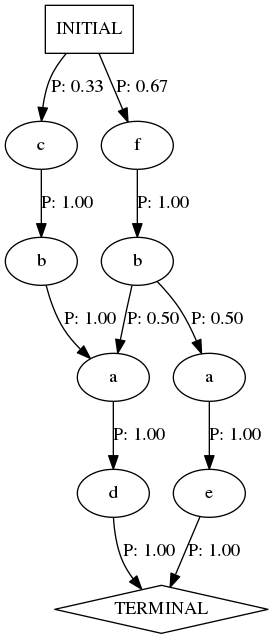 INITIAL
P: 0.33 P: 0.67
c f
P: 1.00 P: 1.00
b b
P: 1.00 P: 0.50 P: 0.50
a a
P: 1.00 P: 1.00
d e
P: 1.00 P: 1.00
TERMINAL